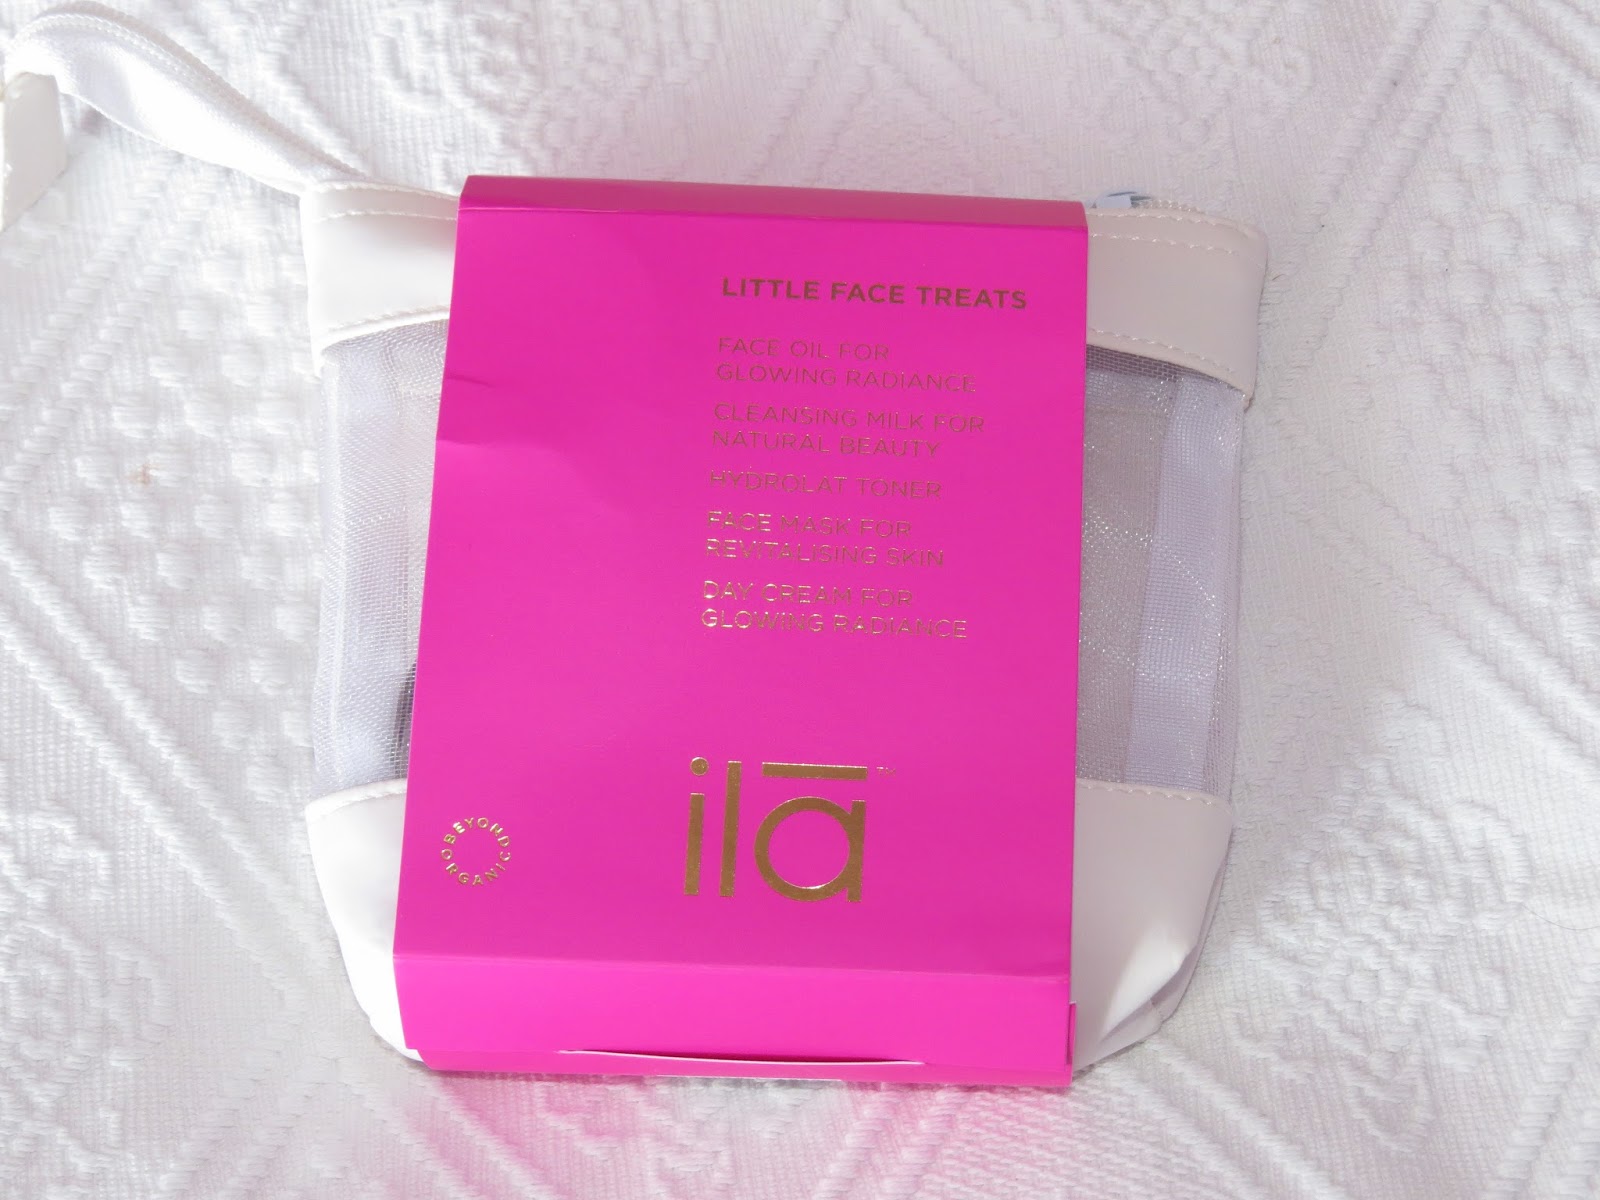 LITTLE FACE TREATS
FACE OIL FOR
GLOWING RADIANCE
CLEANSING MILK FOR
NATURAL BEAUTY
HYDROLAT TONER
FACE MASK FOR
REVITALISING SKIN
DAY CREAM FOR
GLOWING RADIANCE
ilā™
BEYOND ORGANIC